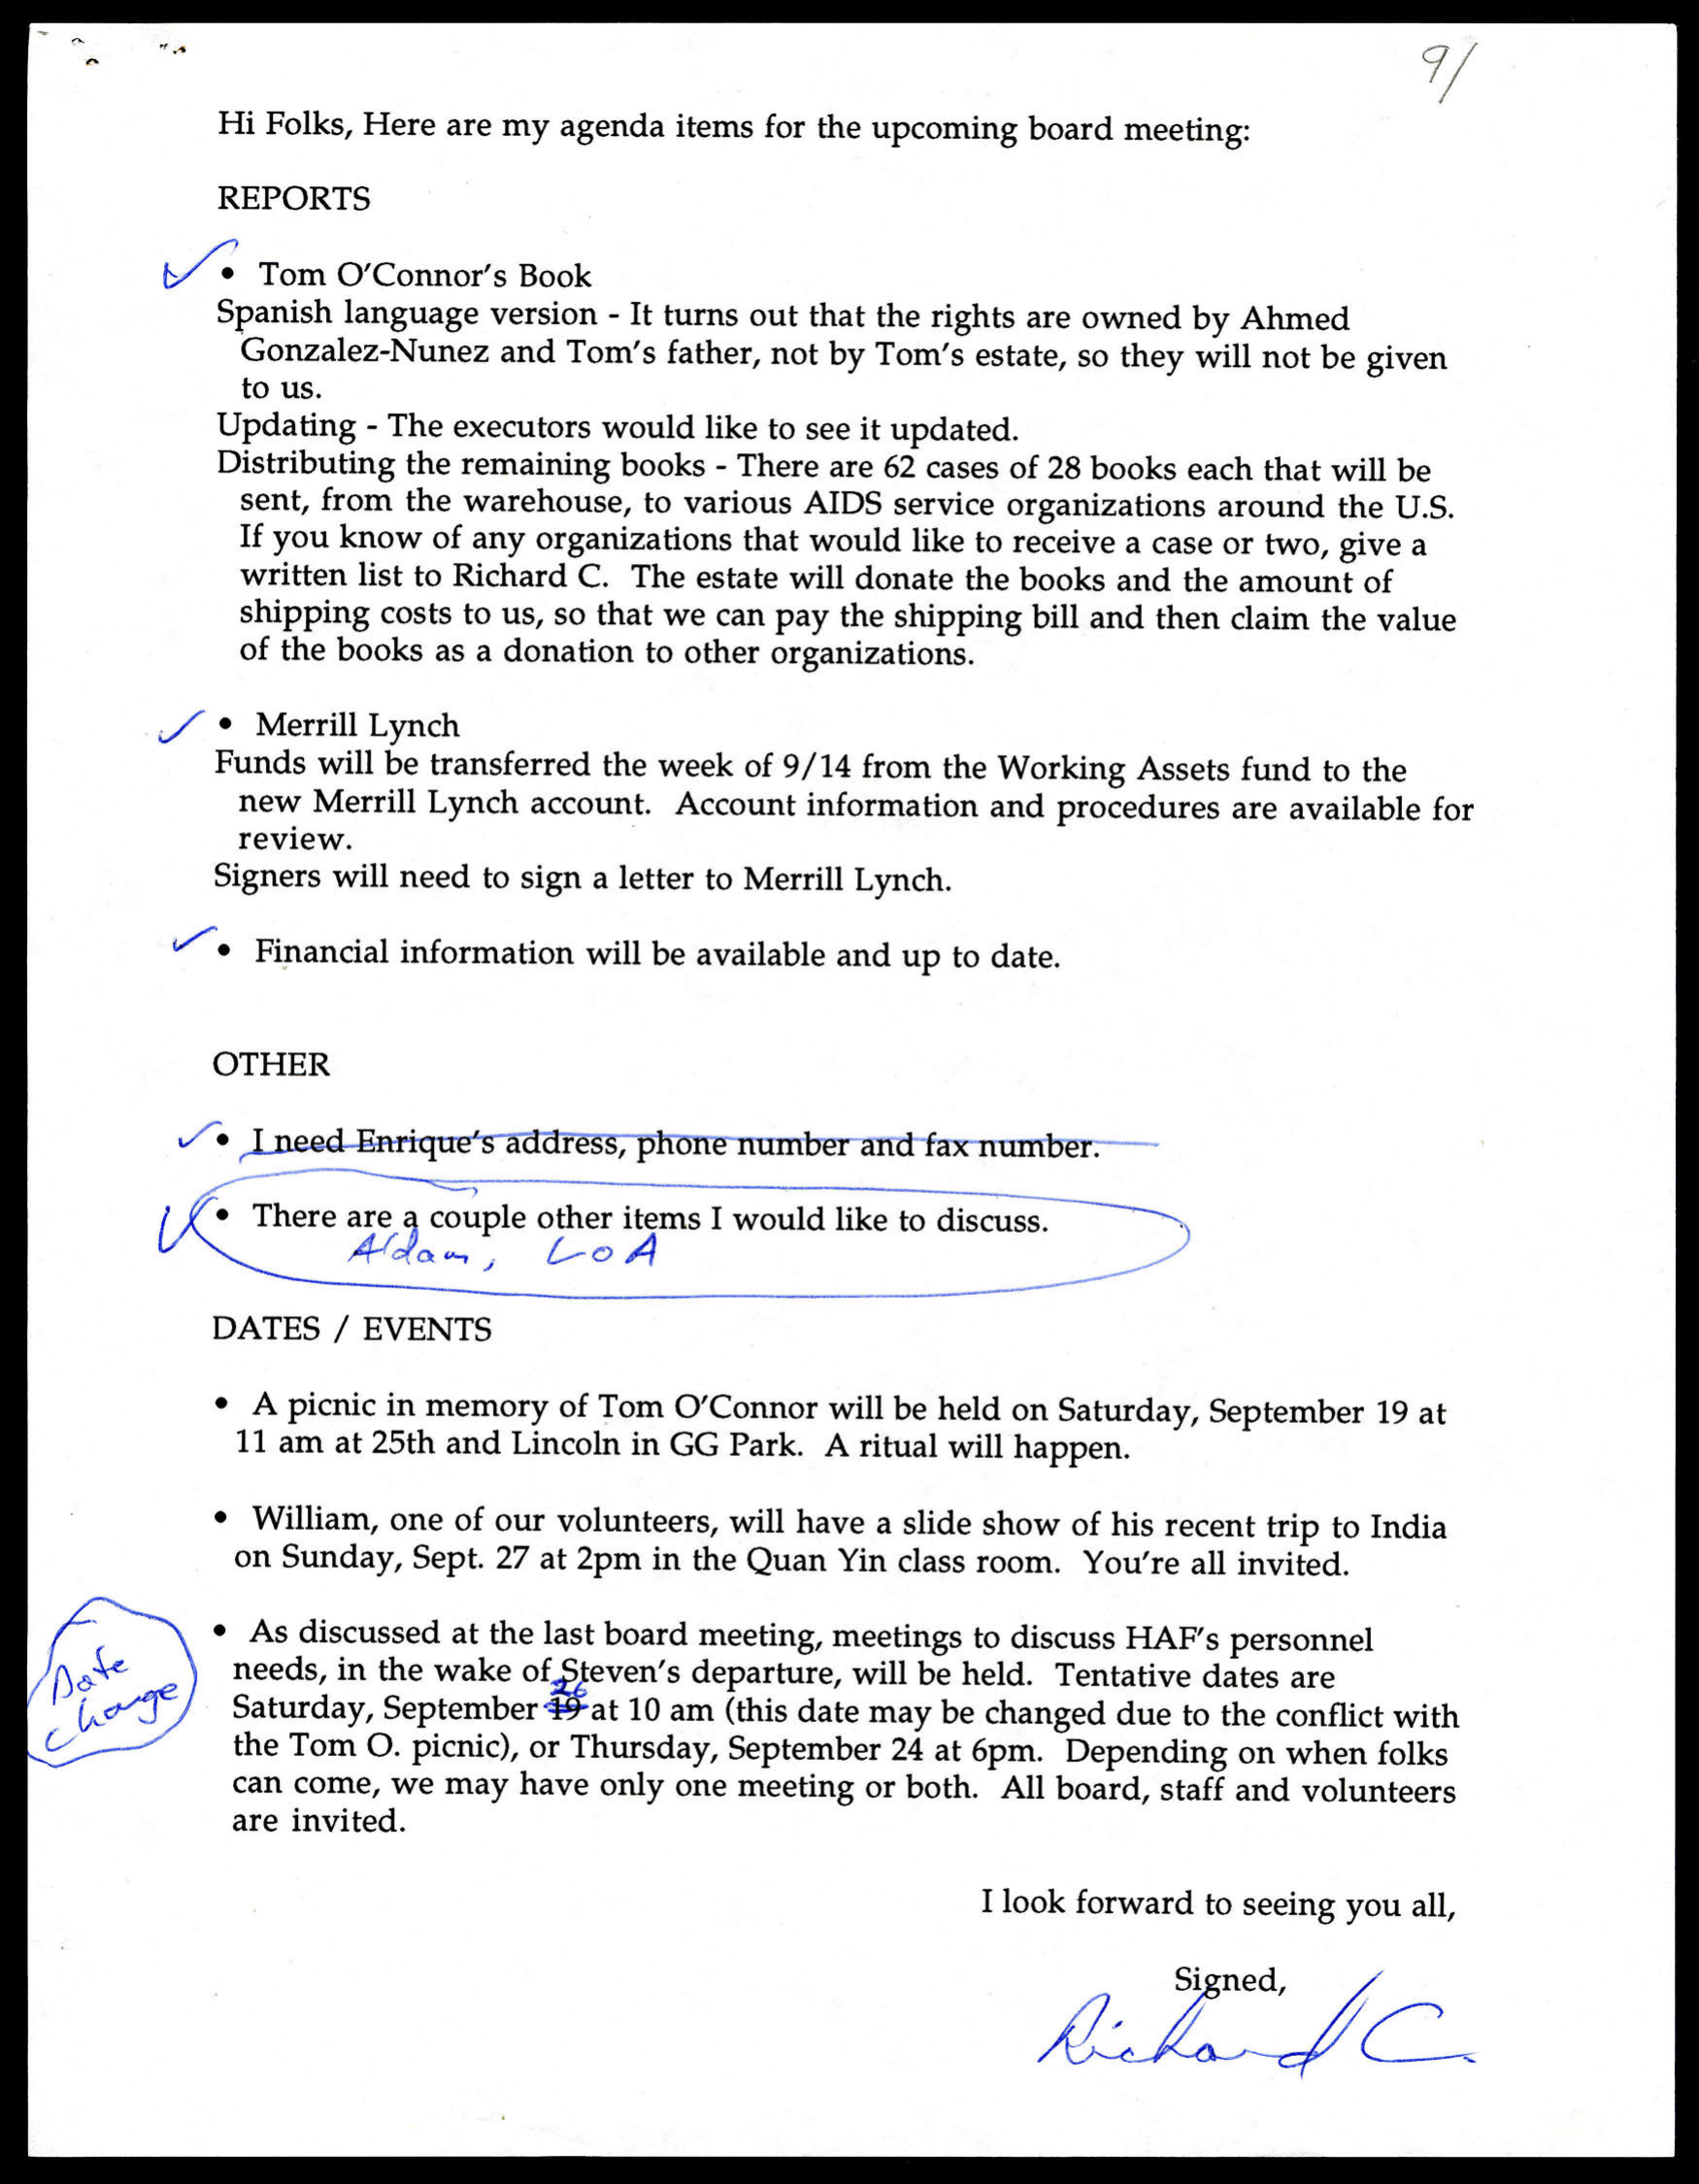 9/
Hi Folks, Here are my agenda items for the upcoming board meeting:
REPORTS
• Tom O'Connor's Book
Spanish language version - It turns out that the rights are owned by Ahmed
Gonzalez-Nunez and Tom's father, not by Tom's estate, so they will not be given
to us.
Updating - The executors would like to see it updated.
Distributing the remaining books - There are 62 cases of 28 books each that will be
sent, from the warehouse, to various AIDS service organizations around the U.S.
If you know of any organizations that would like to receive a case or two, give a
written list to Richard C. The estate will donate the books and the amount of
shipping costs to us, so that we can pay the shipping bill and then claim the value
of the books as a donation to other organizations.
• Merrill Lynch
Funds will be transferred the week of 9/14 from the Working Assets fund to the
new Merrill Lynch account. Account information and procedures are available for
review.
Signers will need to sign a letter to Merrill Lynch.
• Financial information will be available and up to date.
OTHER
• I need Enrique's address, phone number and fax number.
• There are a couple other items I would like to discuss.
LOA
DATES / EVENTS
• A picnic in memory of Tom O'Connor will be held on Saturday, September 19 at
11 am at 25th and Lincoln in GG Park. A ritual will happen.
• William, one of our volunteers, will have a slide show of his recent trip to India
on Sunday, Sept. 27 at 2pm in the Quan Yin class room. You're all invited.
Date
change
• As discussed at the last board meeting, meetings to discuss HAF's personnel
needs, in the wake of Steven's departure, will be held. Tentative dates are
26
Saturday, September 19 at 10 am (this date may be changed due to the conflict with
the Tom O. picnic), or Thursday, September 24 at 6pm. Depending on when folks
can come, we may have only one meeting or both. All board, staff and volunteers
are invited.
I look forward to seeing you all,
Signed,
Richard C.